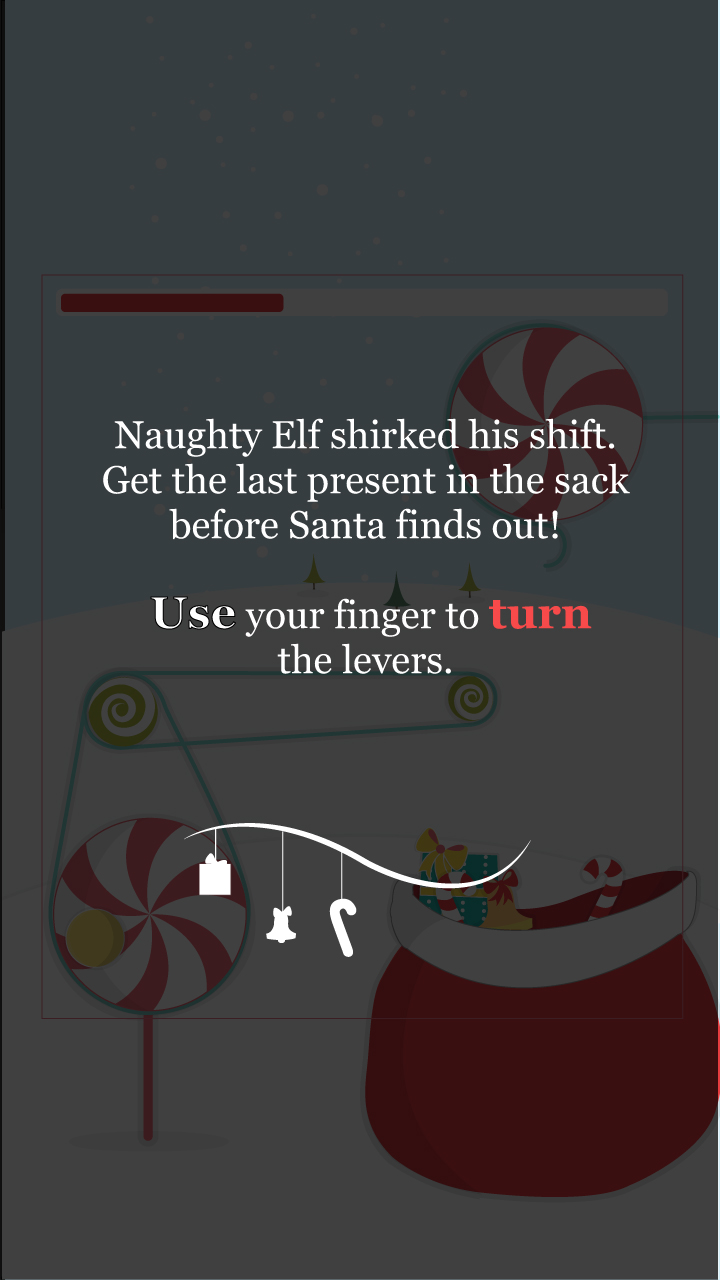 Naughty Elf shirked his shift.
Get the last present in the sack
before Santa finds out!
Use your finger to turn
the levers.